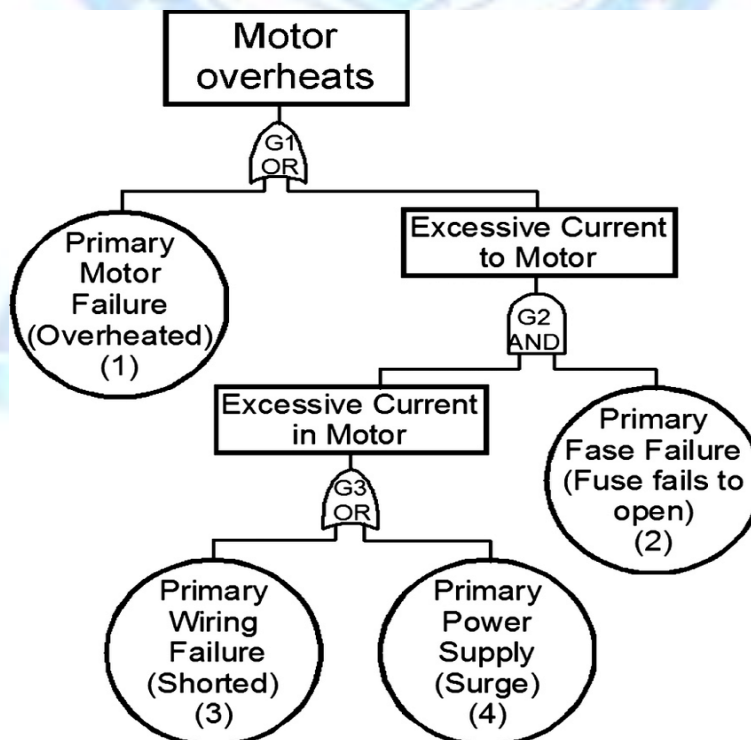 Motor
overheats
G1
OR
Primary
Motor
Failure
(Overheated)
(1)
Excessive Current
to Motor
G2
AND
Excessive Current
in Motor
Primary
Fase Failure
(Fuse fails to
open)
(2)
G3
OR
Primary
Wiring
Failure
(Shorted)
(3)
Primary
Power
Supply
(Surge)
(4)